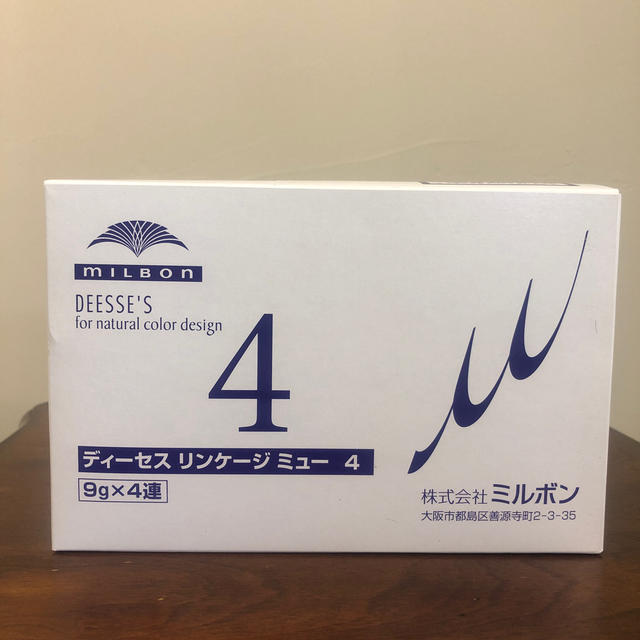 MILBON
DEESSE'S
for natural color design
4
μ
ディーセス リンケージ ミュー 4
9g×4連
株式会社 ミルボン
大阪市都島区善源寺町2-3-35